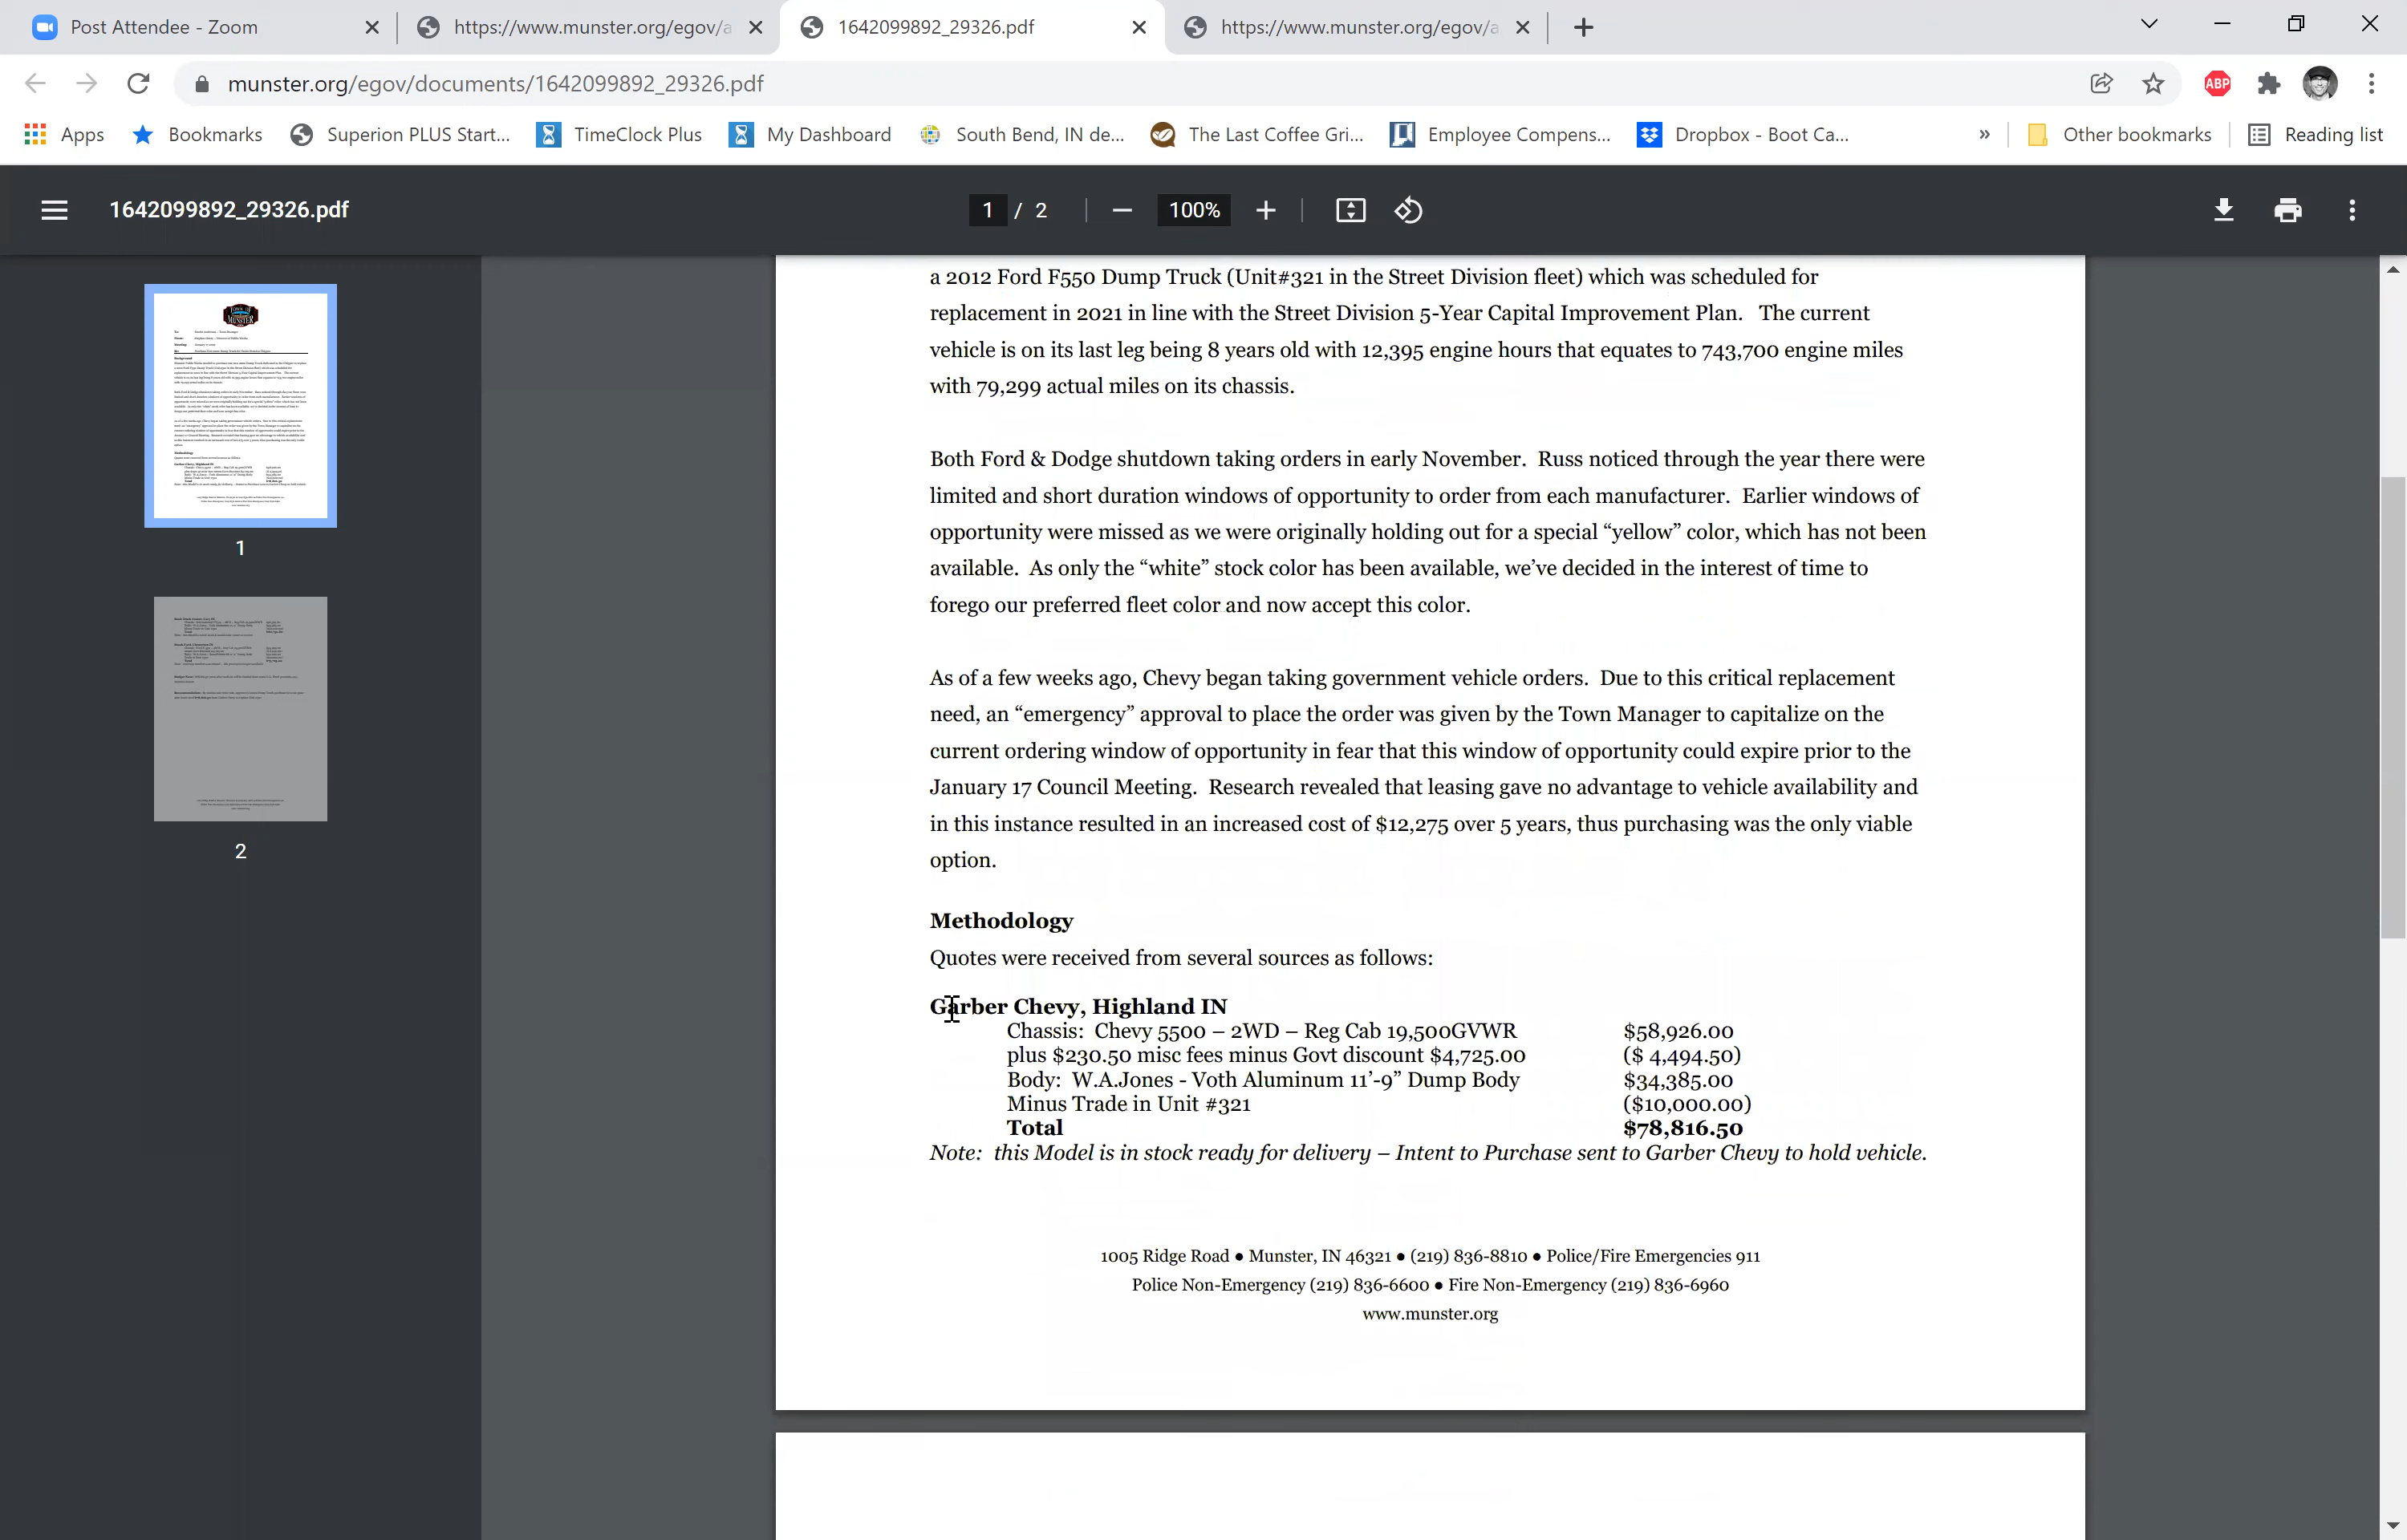 Post Attendee - Zoom
https://www.munster.org/egov/a
1642099892_29326.pdf
https://www.munster.org/egov/a
munster.org/egov/documents/1642099892_29326.pdf
ABP
Apps
Bookmarks
Superion PLUS Start...
TimeClock Plus
My Dashboard
South Bend, IN de...
The Last Coffee Gri...
Employee Compens...
Dropbox - Boot Ca...
»
Other bookmarks
Reading list
1642099892_29326.pdf
1 / 2
100%
1
2
a 2012 Ford F550 Dump Truck (Unit#321 in the Street Division fleet) which was scheduled for
replacement in 2021 in line with the Street Division 5-Year Capital Improvement Plan. The current
vehicle is on its last leg being 8 years old with 12,395 engine hours that equates to 743,700 engine miles
with 79,299 actual miles on its chassis.
Both Ford & Dodge shutdown taking orders in early November. Russ noticed through the year there were
limited and short duration windows of opportunity to order from each manufacturer. Earlier windows of
opportunity were missed as we were originally holding out for a special “yellow” color, which has not been
available. As only the “white” stock color has been available, we’ve decided in the interest of time to
forego our preferred fleet color and now accept this color.
As of a few weeks ago, Chevy began taking government vehicle orders. Due to this critical replacement
need, an “emergency” approval to place the order was given by the Town Manager to capitalize on the
current ordering window of opportunity in fear that this window of opportunity could expire prior to the
January 17 Council Meeting. Research revealed that leasing gave no advantage to vehicle availability and
in this instance resulted in an increased cost of $12,275 over 5 years, thus purchasing was the only viable
option.
Methodology
Quotes were received from several sources as follows:
Garber Chevy, Highland IN
Chassis: Chevy 5500 – 2WD – Reg Cab 19,500GVWR $58,926.00
plus $230.50 misc fees minus Govt discount $4,725.00 ($ 4,494.50)
Body: W.A.Jones - Voth Aluminum 11’-9” Dump Body $34,385.00
Minus Trade in Unit #321 ($10,000.00)
Total $78,816.50
Note: this Model is in stock ready for delivery – Intent to Purchase sent to Garber Chevy to hold vehicle.
1005 Ridge Road ● Munster, IN 46321 ● (219) 836-8810 ● Police/Fire Emergencies 911
Police Non-Emergency (219) 836-6600 ● Fire Non-Emergency (219) 836-6960
www.munster.org